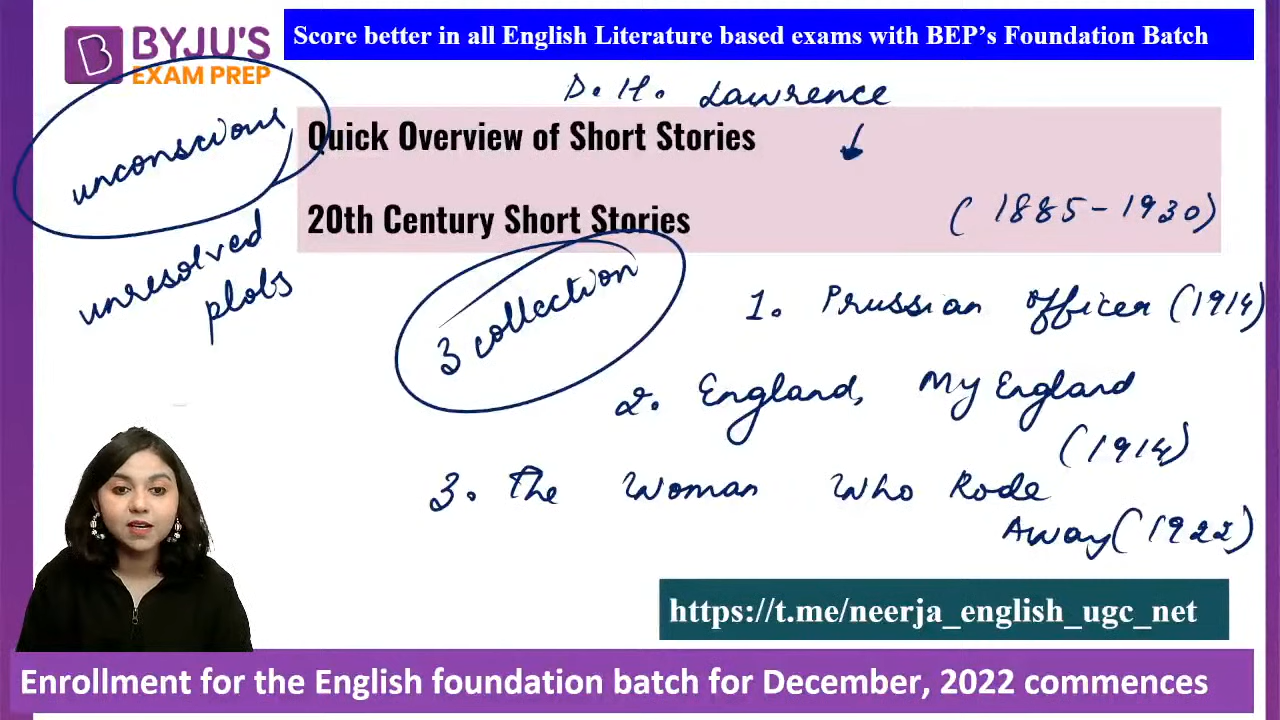 BYJU'S
EXAM PREP
Score better in all English Literature based exams with BEP's Foundation Batch
D. H. Lawrence
unconscious
Quick Overview of Short Stories
20th Century Short Stories
(1885-1930)
unresolved
plots
3 collection
1. Prussian Officer (1914)
2. England, My England
(1914)
3. The Woman Who Rode
Away (1922)
https://t.me/neerja_english_ugc_net
Enrollment for the English foundation batch for December, 2022 commences